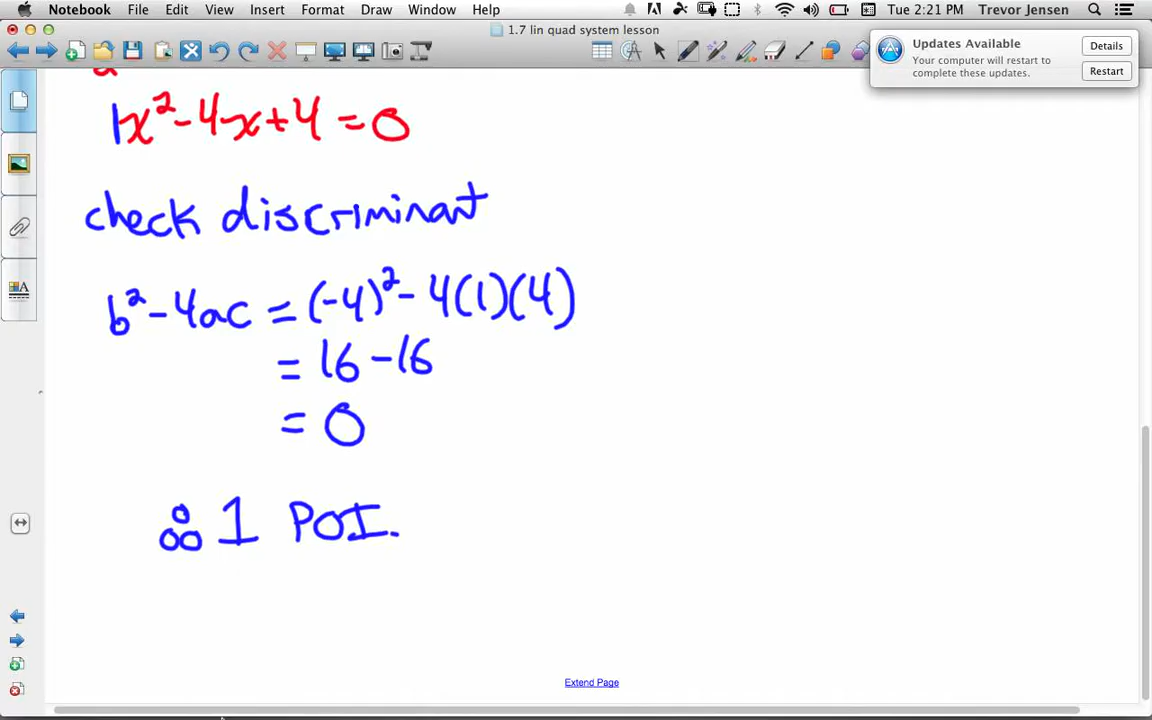 Notebook File Edit View Insert Format Draw Window Help Tue 2:21 PM Trevor Jensen
1.7 lin quad system lesson
Updates Available
Your computer will restart to complete these updates.
Details
Restart
1x² - 4x + 4 = 0
check discriminant
b² - 4ac = (-4)² - 4(1)(4)
= 16 - 16
= 0
∴ 1 POI.
Extend Page